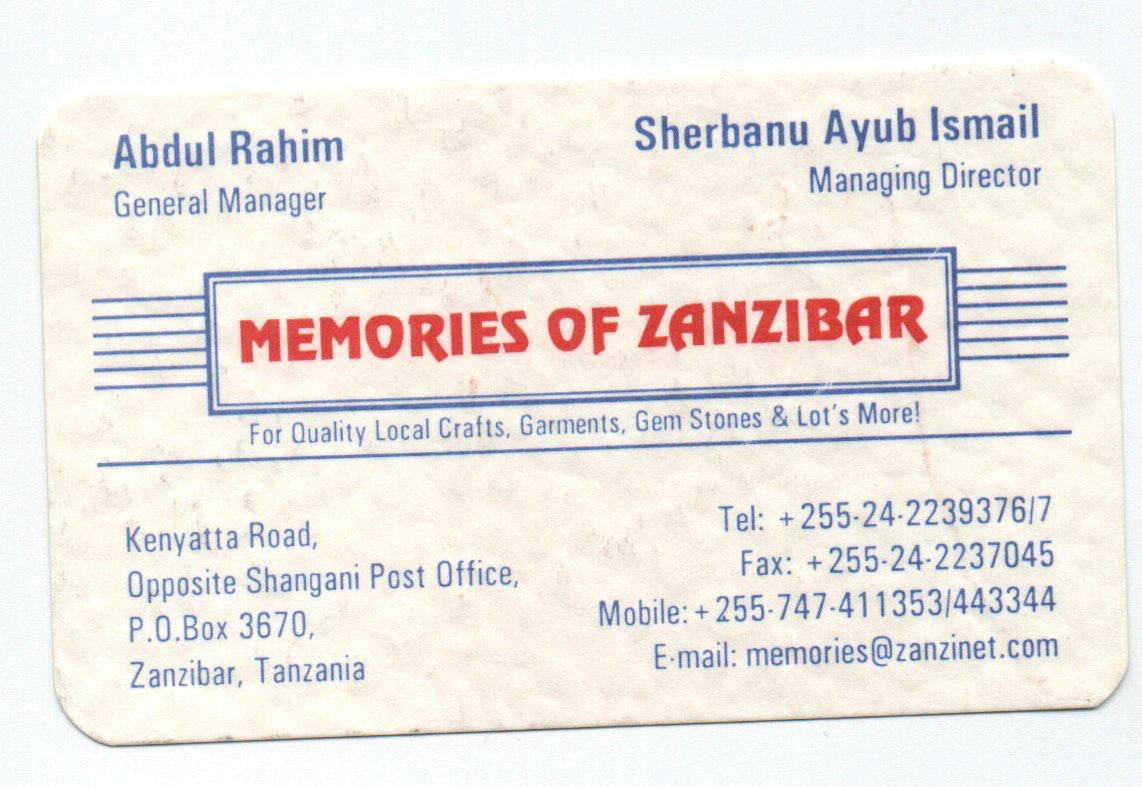 Abdul Rahim
General Manager
Sherbanu Ayub Ismail
Managing Director
MEMORIES OF ZANZIBAR
For Quality Local Crafts, Garments, Gem Stones & Lot's More!
Kenyatta Road,
Opposite Shangani Post Office,
P.O.Box 3670,
Zanzibar, Tanzania
Tel: +255-24-2239376/7
Fax: +255-24-2237045
Mobile: +255-747-411353/443344
E-mail: memories@zanzinet.com